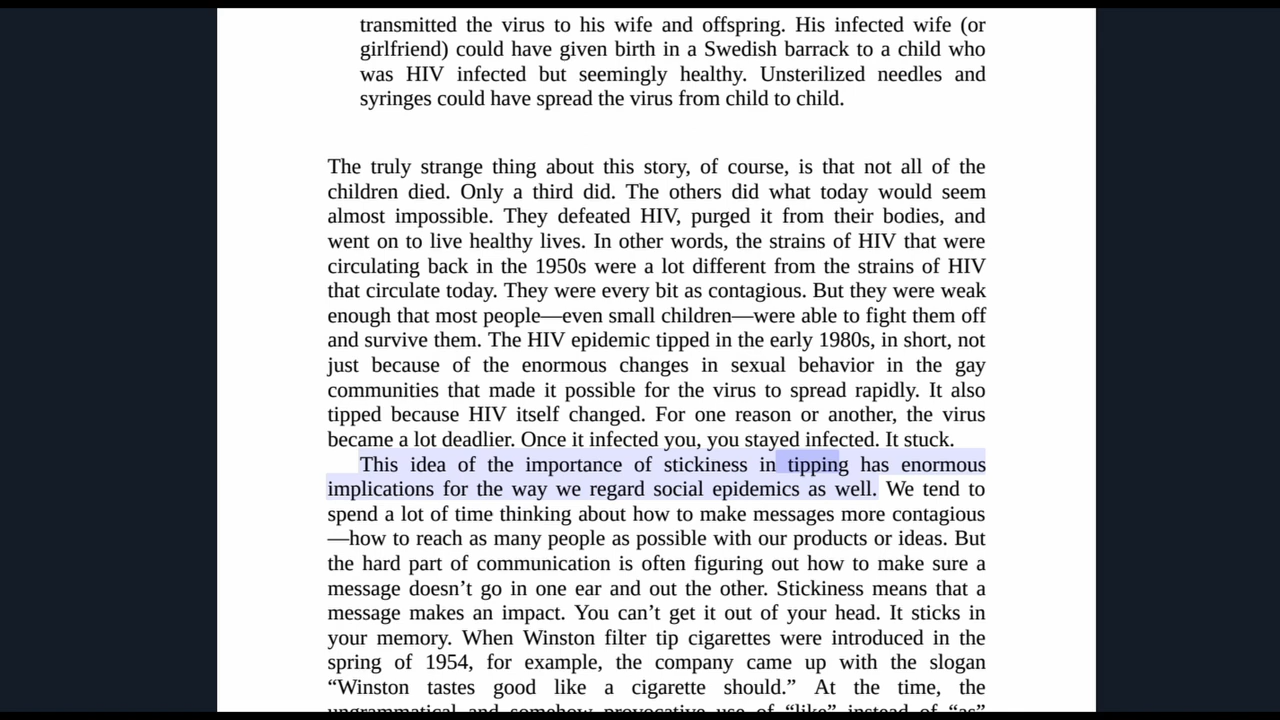 transmitted the virus to his wife and offspring. His infected wife (or
girlfriend) could have given birth in a Swedish barrack to a child who
was HIV infected but seemingly healthy. Unsterilized needles and
syringes could have spread the virus from child to child.
The truly strange thing about this story, of course, is that not all of the
children died. Only a third did. The others did what today would seem
almost impossible. They defeated HIV, purged it from their bodies, and
went on to live healthy lives. In other words, the strains of HIV that were
circulating back in the 1950s were a lot different from the strains of HIV
that circulate today. They were every bit as contagious. But they were weak
enough that most people—even small children—were able to fight them off
and survive them. The HIV epidemic tipped in the early 1980s, in short, not
just because of the enormous changes in sexual behavior in the gay
communities that made it possible for the virus to spread rapidly. It also
tipped because HIV itself changed. For one reason or another, the virus
became a lot deadlier. Once it infected you, you stayed infected. It stuck.
This idea of the importance of stickiness in tipping has enormous
implications for the way we regard social epidemics as well. We tend to
spend a lot of time thinking about how to make messages more contagious
—how to reach as many people as possible with our products or ideas. But
the hard part of communication is often figuring out how to make sure a
message doesn’t go in one ear and out the other. Stickiness means that a
message makes an impact. You can’t get it out of your head. It sticks in
your memory. When Winston filter tip cigarettes were introduced in the
spring of 1954, for example, the company came up with the slogan
“Winston tastes good like a cigarette should.” At the time, the
ungrammatical and somehow provocative use of “like” instead of “as”